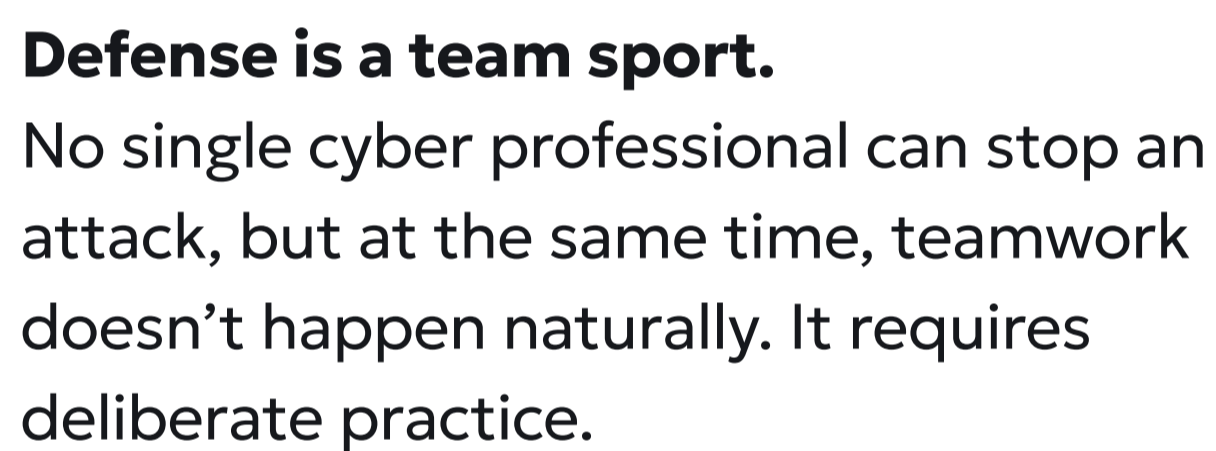 Defense is a team sport.
No single cyber professional can stop an
attack, but at the same time, teamwork
doesn’t happen naturally. It requires
deliberate practice.